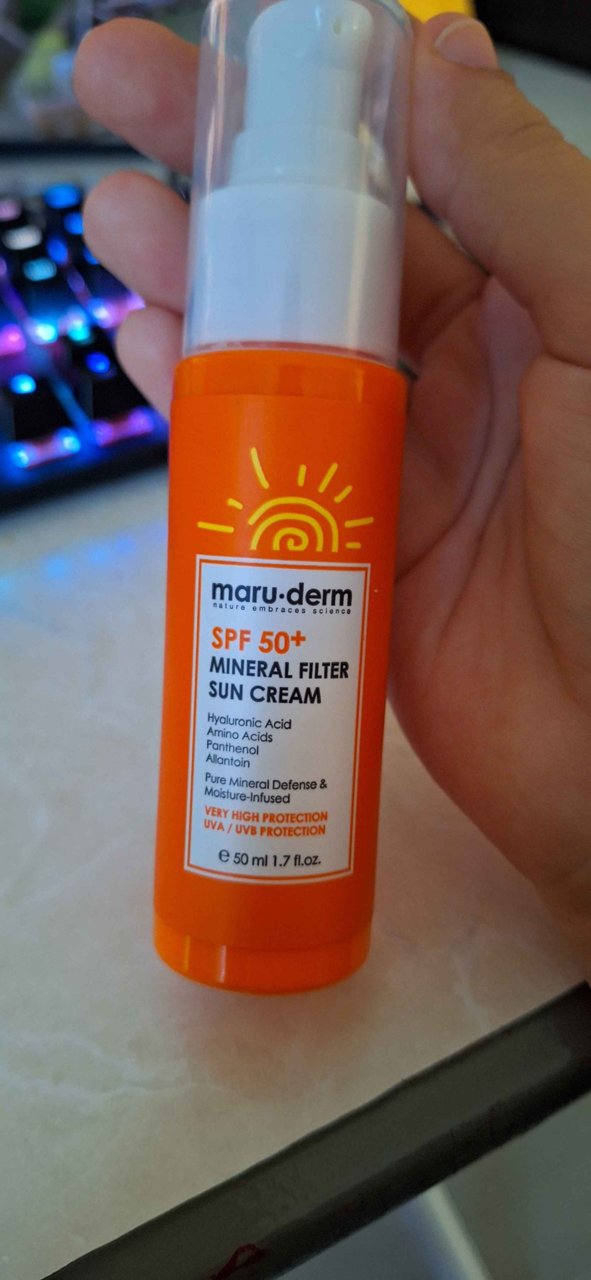 maru·derm
nature embraces science
SPF 50+
MINERAL FILTER
SUN CREAM
Hyaluronic Acid
Amino Acids
Panthenol
Allantoin
Pure Mineral Defense &
Moisture-Infused
VERY HIGH PROTECTION
UVA / UVB PROTECTION
℮ 50 ml 1.7 fl.oz.